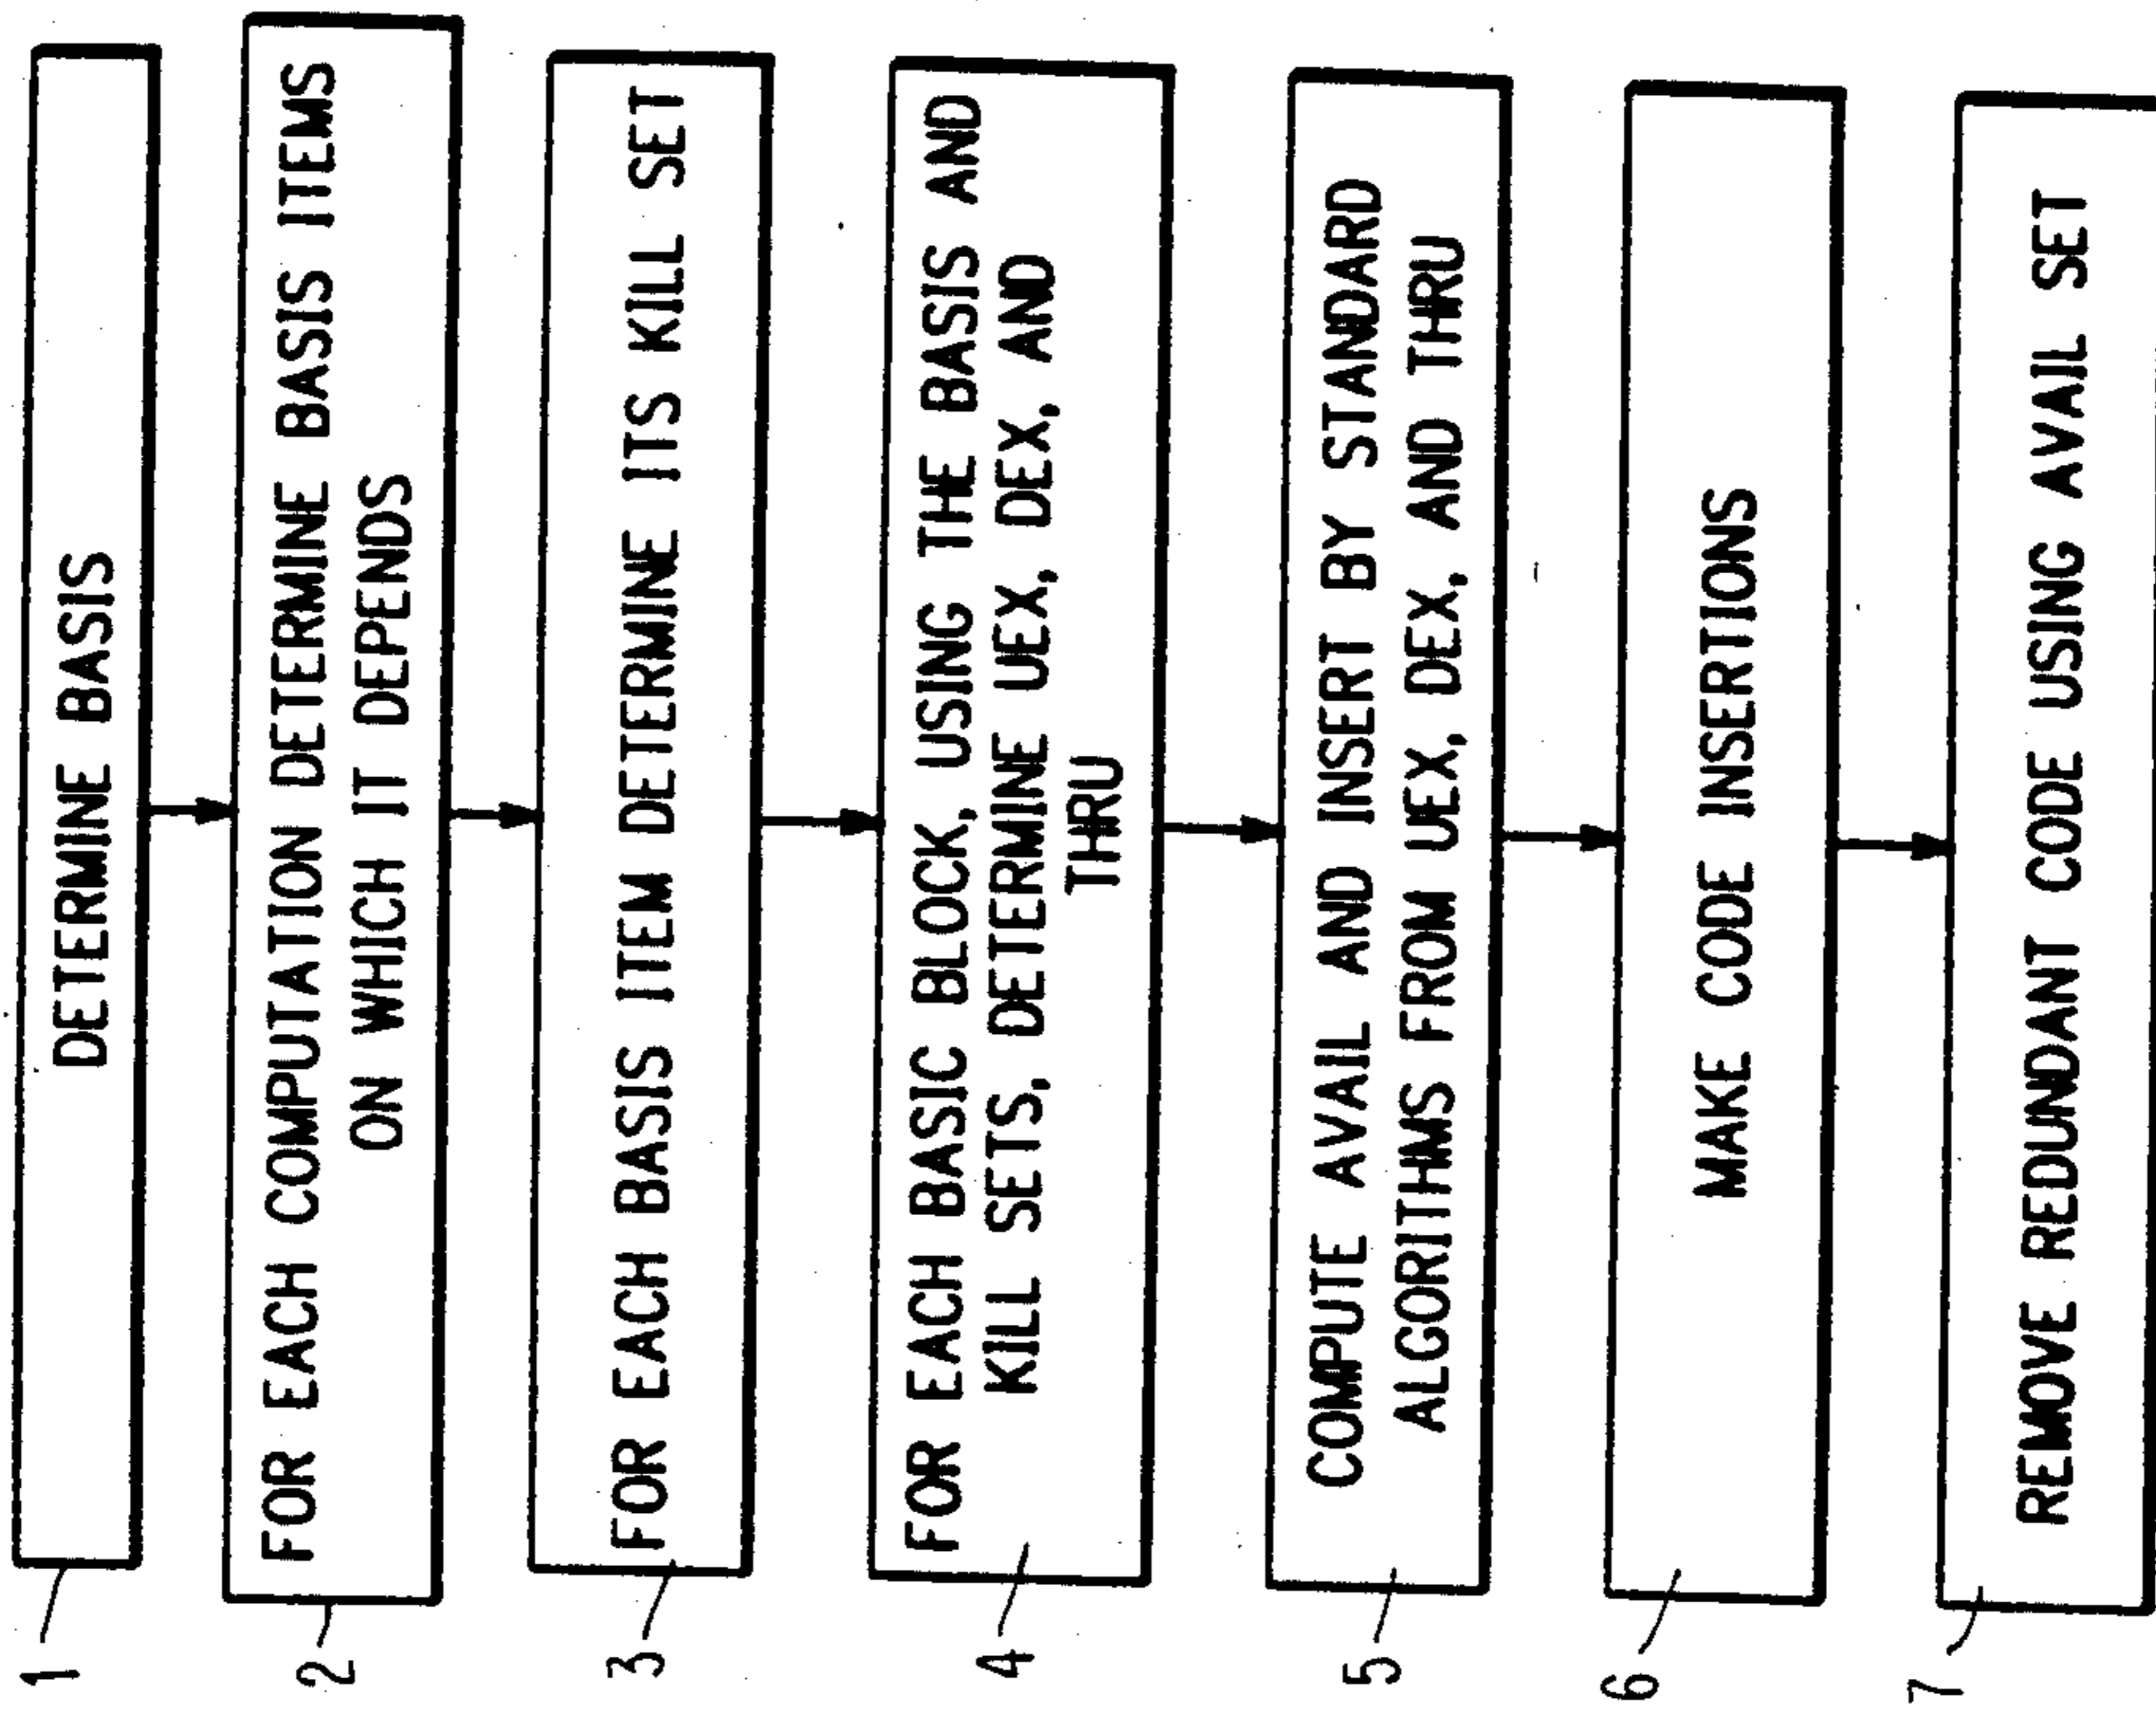 1
DETERMINE BASIS
2
FOR EACH COMPUTATION DETERMINE BASIS ITEMS
ON WHICH IT DEPENDS
3
FOR EACH BASIS ITEM DETERMINE ITS KILL SET
4
FOR EACH BASIC BLOCK, USING THE BASIS AND
KILL SETS, DETERMINE UEX, DEX, AND
THRU
5
COMPUTE AVAIL AND INSERT BY STANDARD
ALGORITHMS FROM UEX, DEX, AND THRU
6
MAKE CODE INSERTIONS
7
REMOVE REDUNDANT CODE USING AVAIL SET